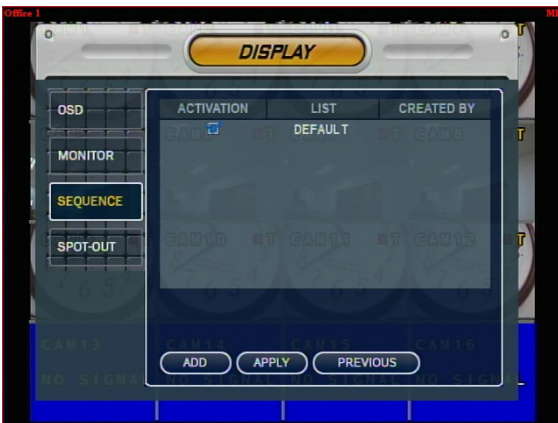 Office 1
DISPLAY
OSD
MONITOR
SEQUENCE
SPOT-OUT
ACTIVATION LIST CREATED BY
DEFAULT
CAM8
CAM10 CAM11 CAM12
CAM13 CAM14 CAM15 CAM16
NO SIGNAL NO SIGNAL NO SIGNAL NO SIGNAL
ADD APPLY PREVIOUS